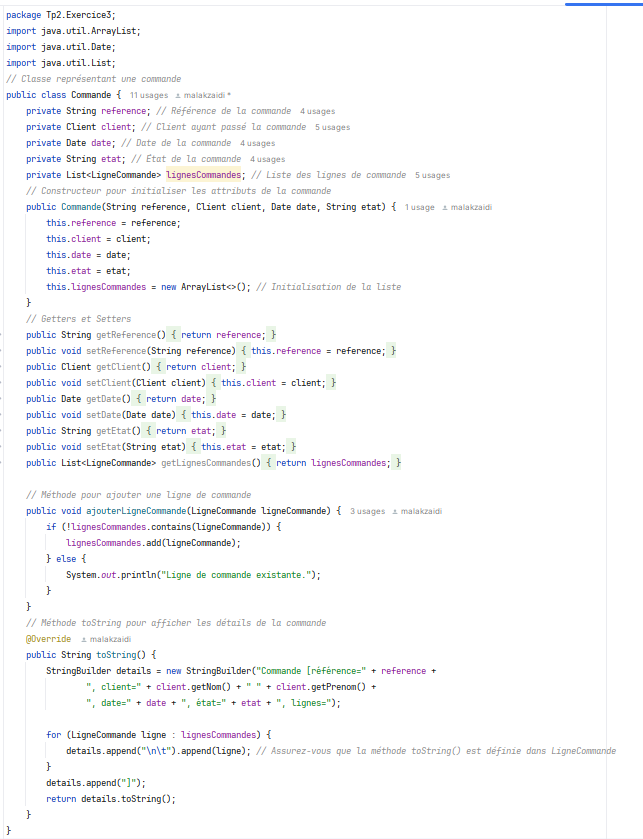 package Tp2.Exercice3;
import java.util.ArrayList;
import java.util.Date;
import java.util.List;
// Classe représentant une commande
public class Commande {  11 usages  malakzaidi *
    private String reference; // Référence de la commande  4 usages
    private Client client; // Client ayant passé la commande  5 usages
    private Date date; // Date de la commande  4 usages
    private String etat; // État de la commande  4 usages
    private List<LigneCommande> lignesCommandes; // Liste des lignes de commande  5 usages
    // Constructeur pour initialiser les attributs de la commande
    public Commande(String reference, Client client, Date date, String etat) {  1 usage  malakzaidi
        this.reference = reference;
        this.client = client;
        this.date = date;
        this.etat = etat;
        this.lignesCommandes = new ArrayList<>(); // Initialisation de la liste
    }
    // Getters et Setters
    public String getReference() { return reference; }
    public void setReference(String reference) { this.reference = reference; }
    public Client getClient() { return client; }
    public void setClient(Client client) { this.client = client; }
    public Date getDate() { return date; }
    public void setDate(Date date) { this.date = date; }
    public String getEtat() { return etat; }
    public void setEtat(String etat) { this.etat = etat; }
    public List<LigneCommande> getLignesCommandes() { return lignesCommandes; }
    // Méthode pour ajouter une ligne de commande
    public void ajouterLigneCommande(LigneCommande ligneCommande) {  3 usages  malakzaidi
        if (!lignesCommandes.contains(ligneCommande)) {
            lignesCommandes.add(ligneCommande);
        } else {
            System.out.println("Ligne de commande existante.");
        }
    }
    // Méthode toString pour afficher les détails de la commande
    @Override  malakzaidi
    public String toString() {
        StringBuilder details = new StringBuilder("Commande [référence=" + reference +
                ", client=" + client.getNom() + " " + client.getPrenom() +
                ", date=" + date + ", état=" + etat + ", lignes=");
        for (LigneCommande ligne : lignesCommandes) {
            details.append("\n\t").append(ligne); // Assurez-vous que la méthode toString() est définie dans LigneCommande
        }
        details.append("]");
        return details.toString();
    }
}